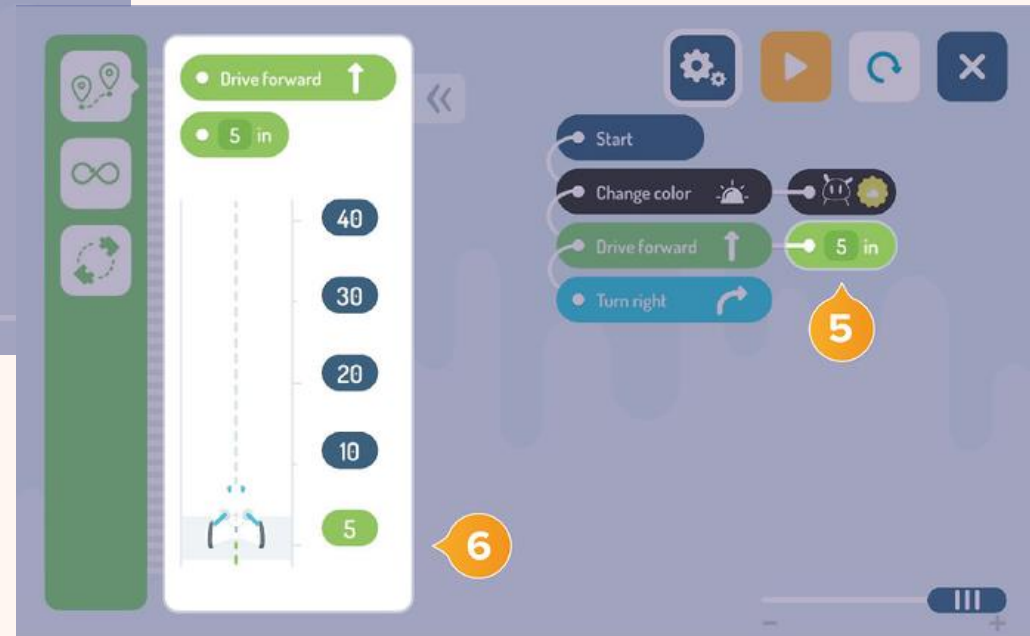 Drive forward
5 in
40
30
20
10
5
6
Start
Change color
Drive forward
5 in
Turn right
5
- +